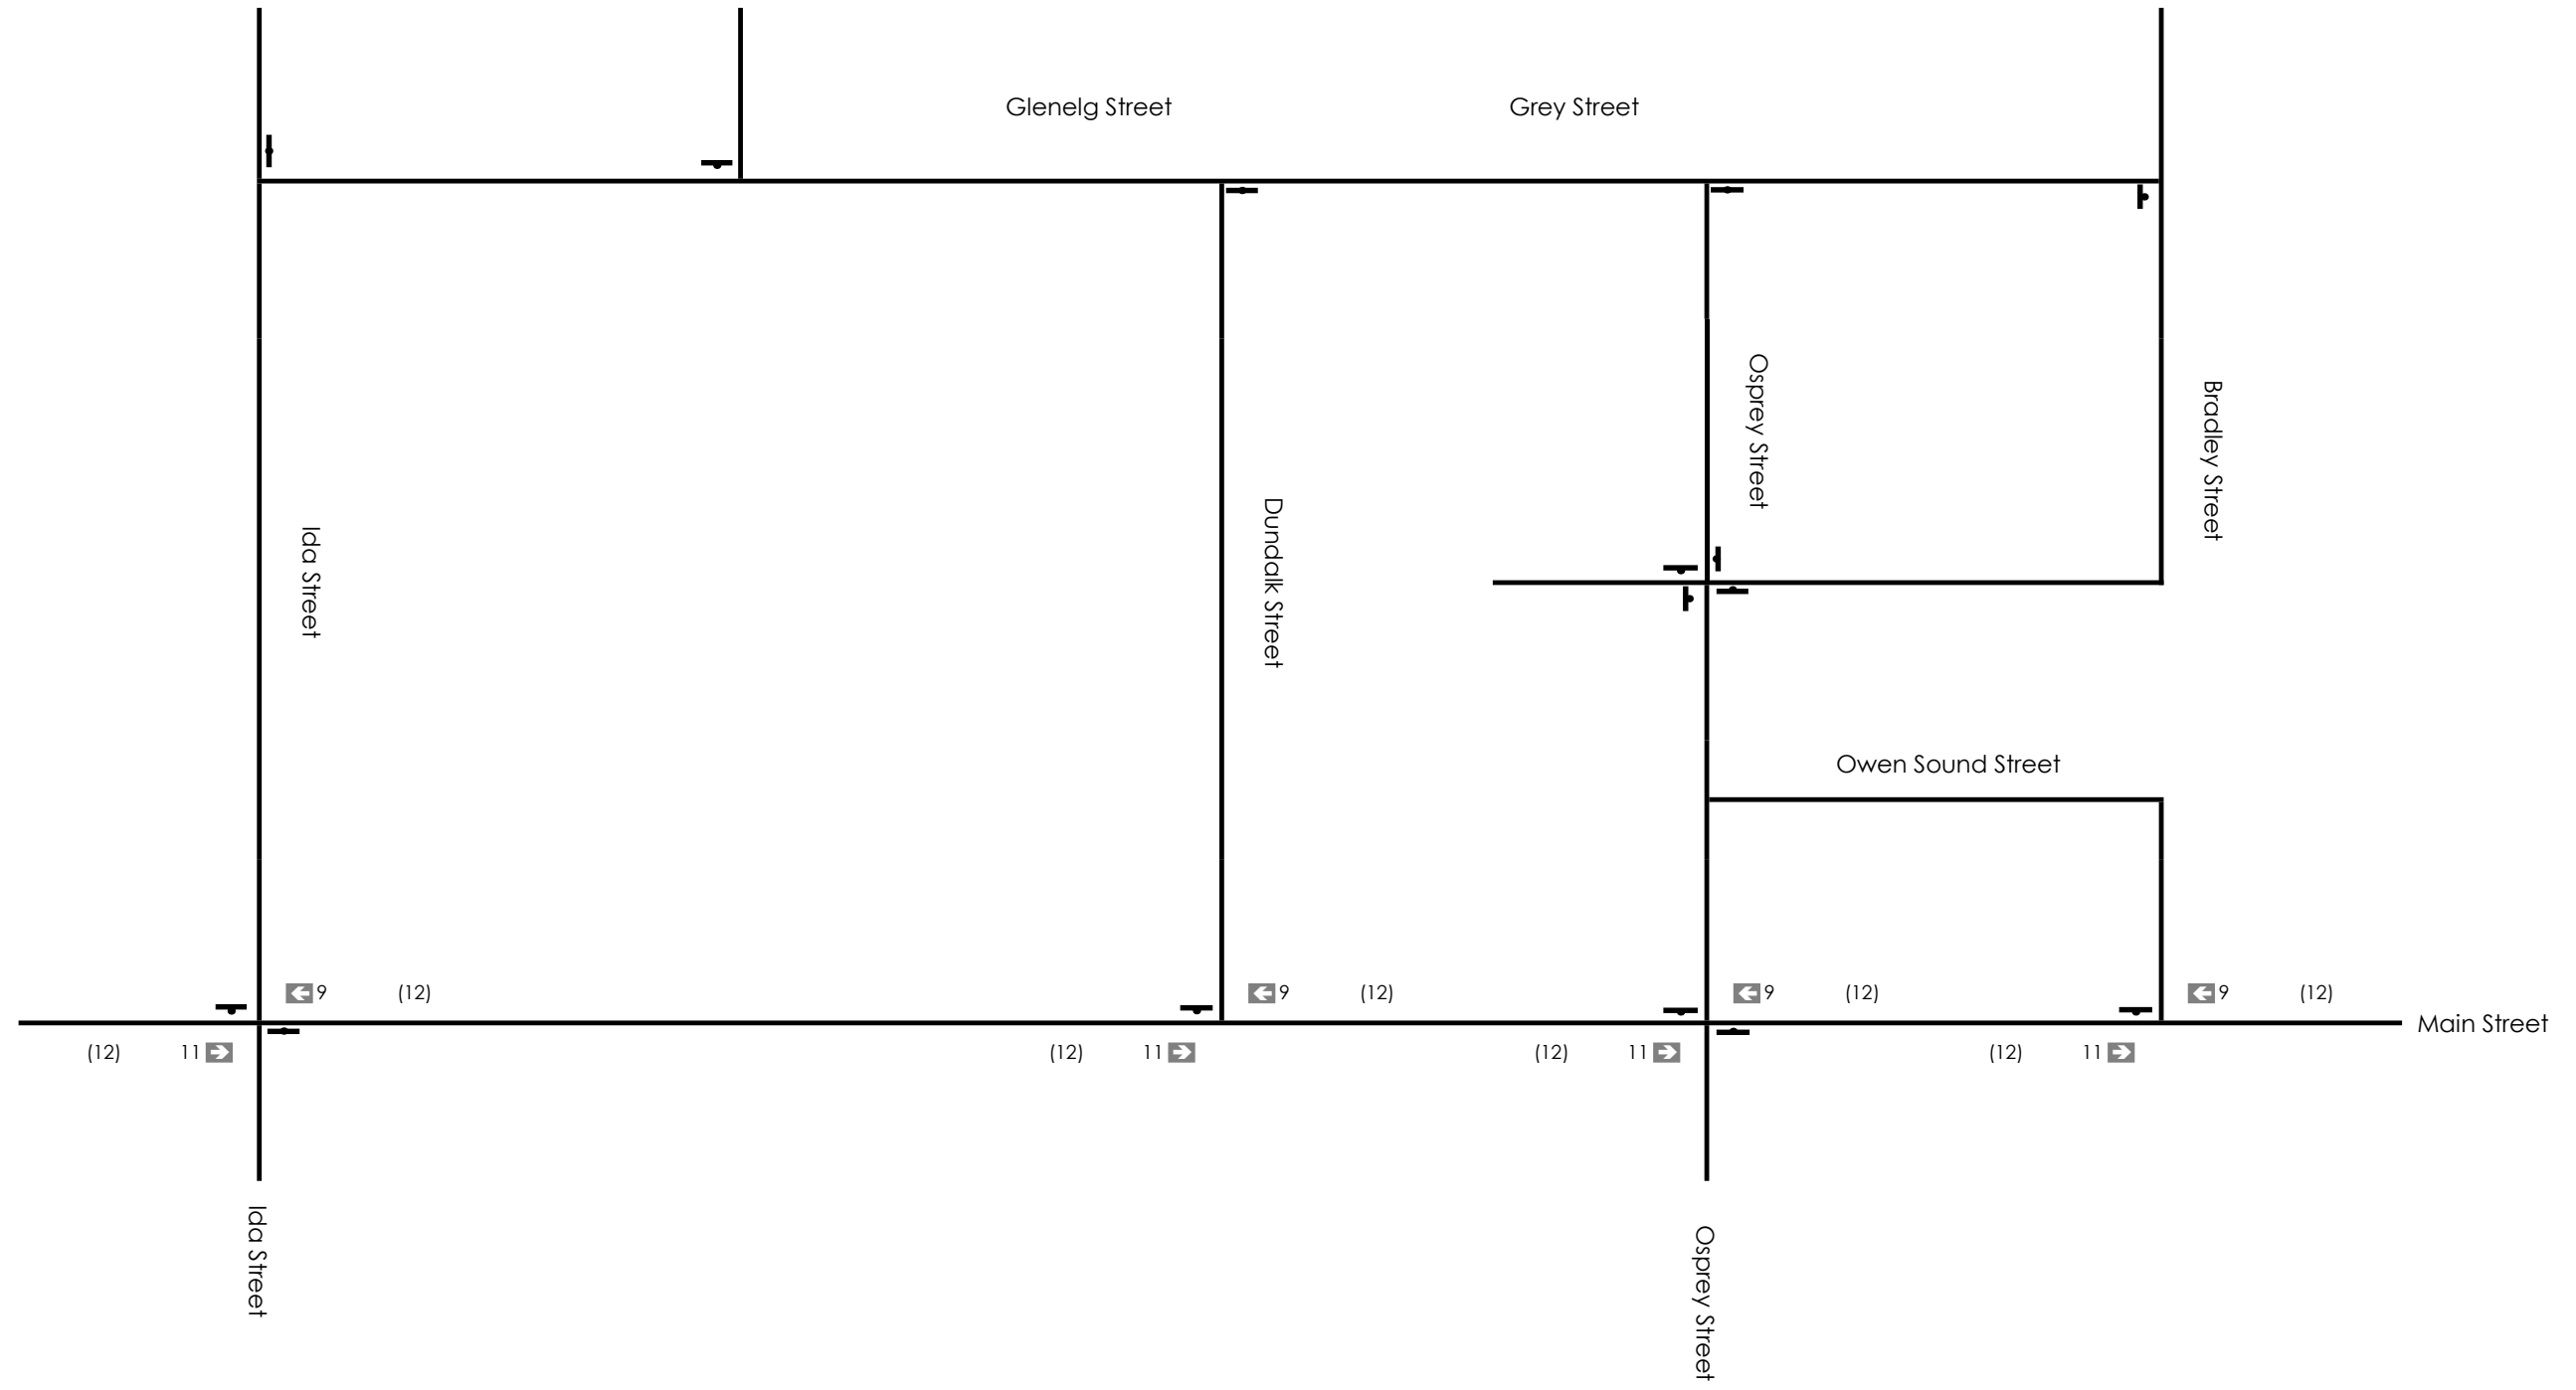 Glenelg Street
Grey Street
Osprey Street
Bradley Street
Ida Street
Dundalk Street
Owen Sound Street
9 (12)
9 (12)
9 (12)
9 (12)
Main Street
(12) 11
(12) 11
(12) 11
(12) 11
Ida Street
Osprey Street